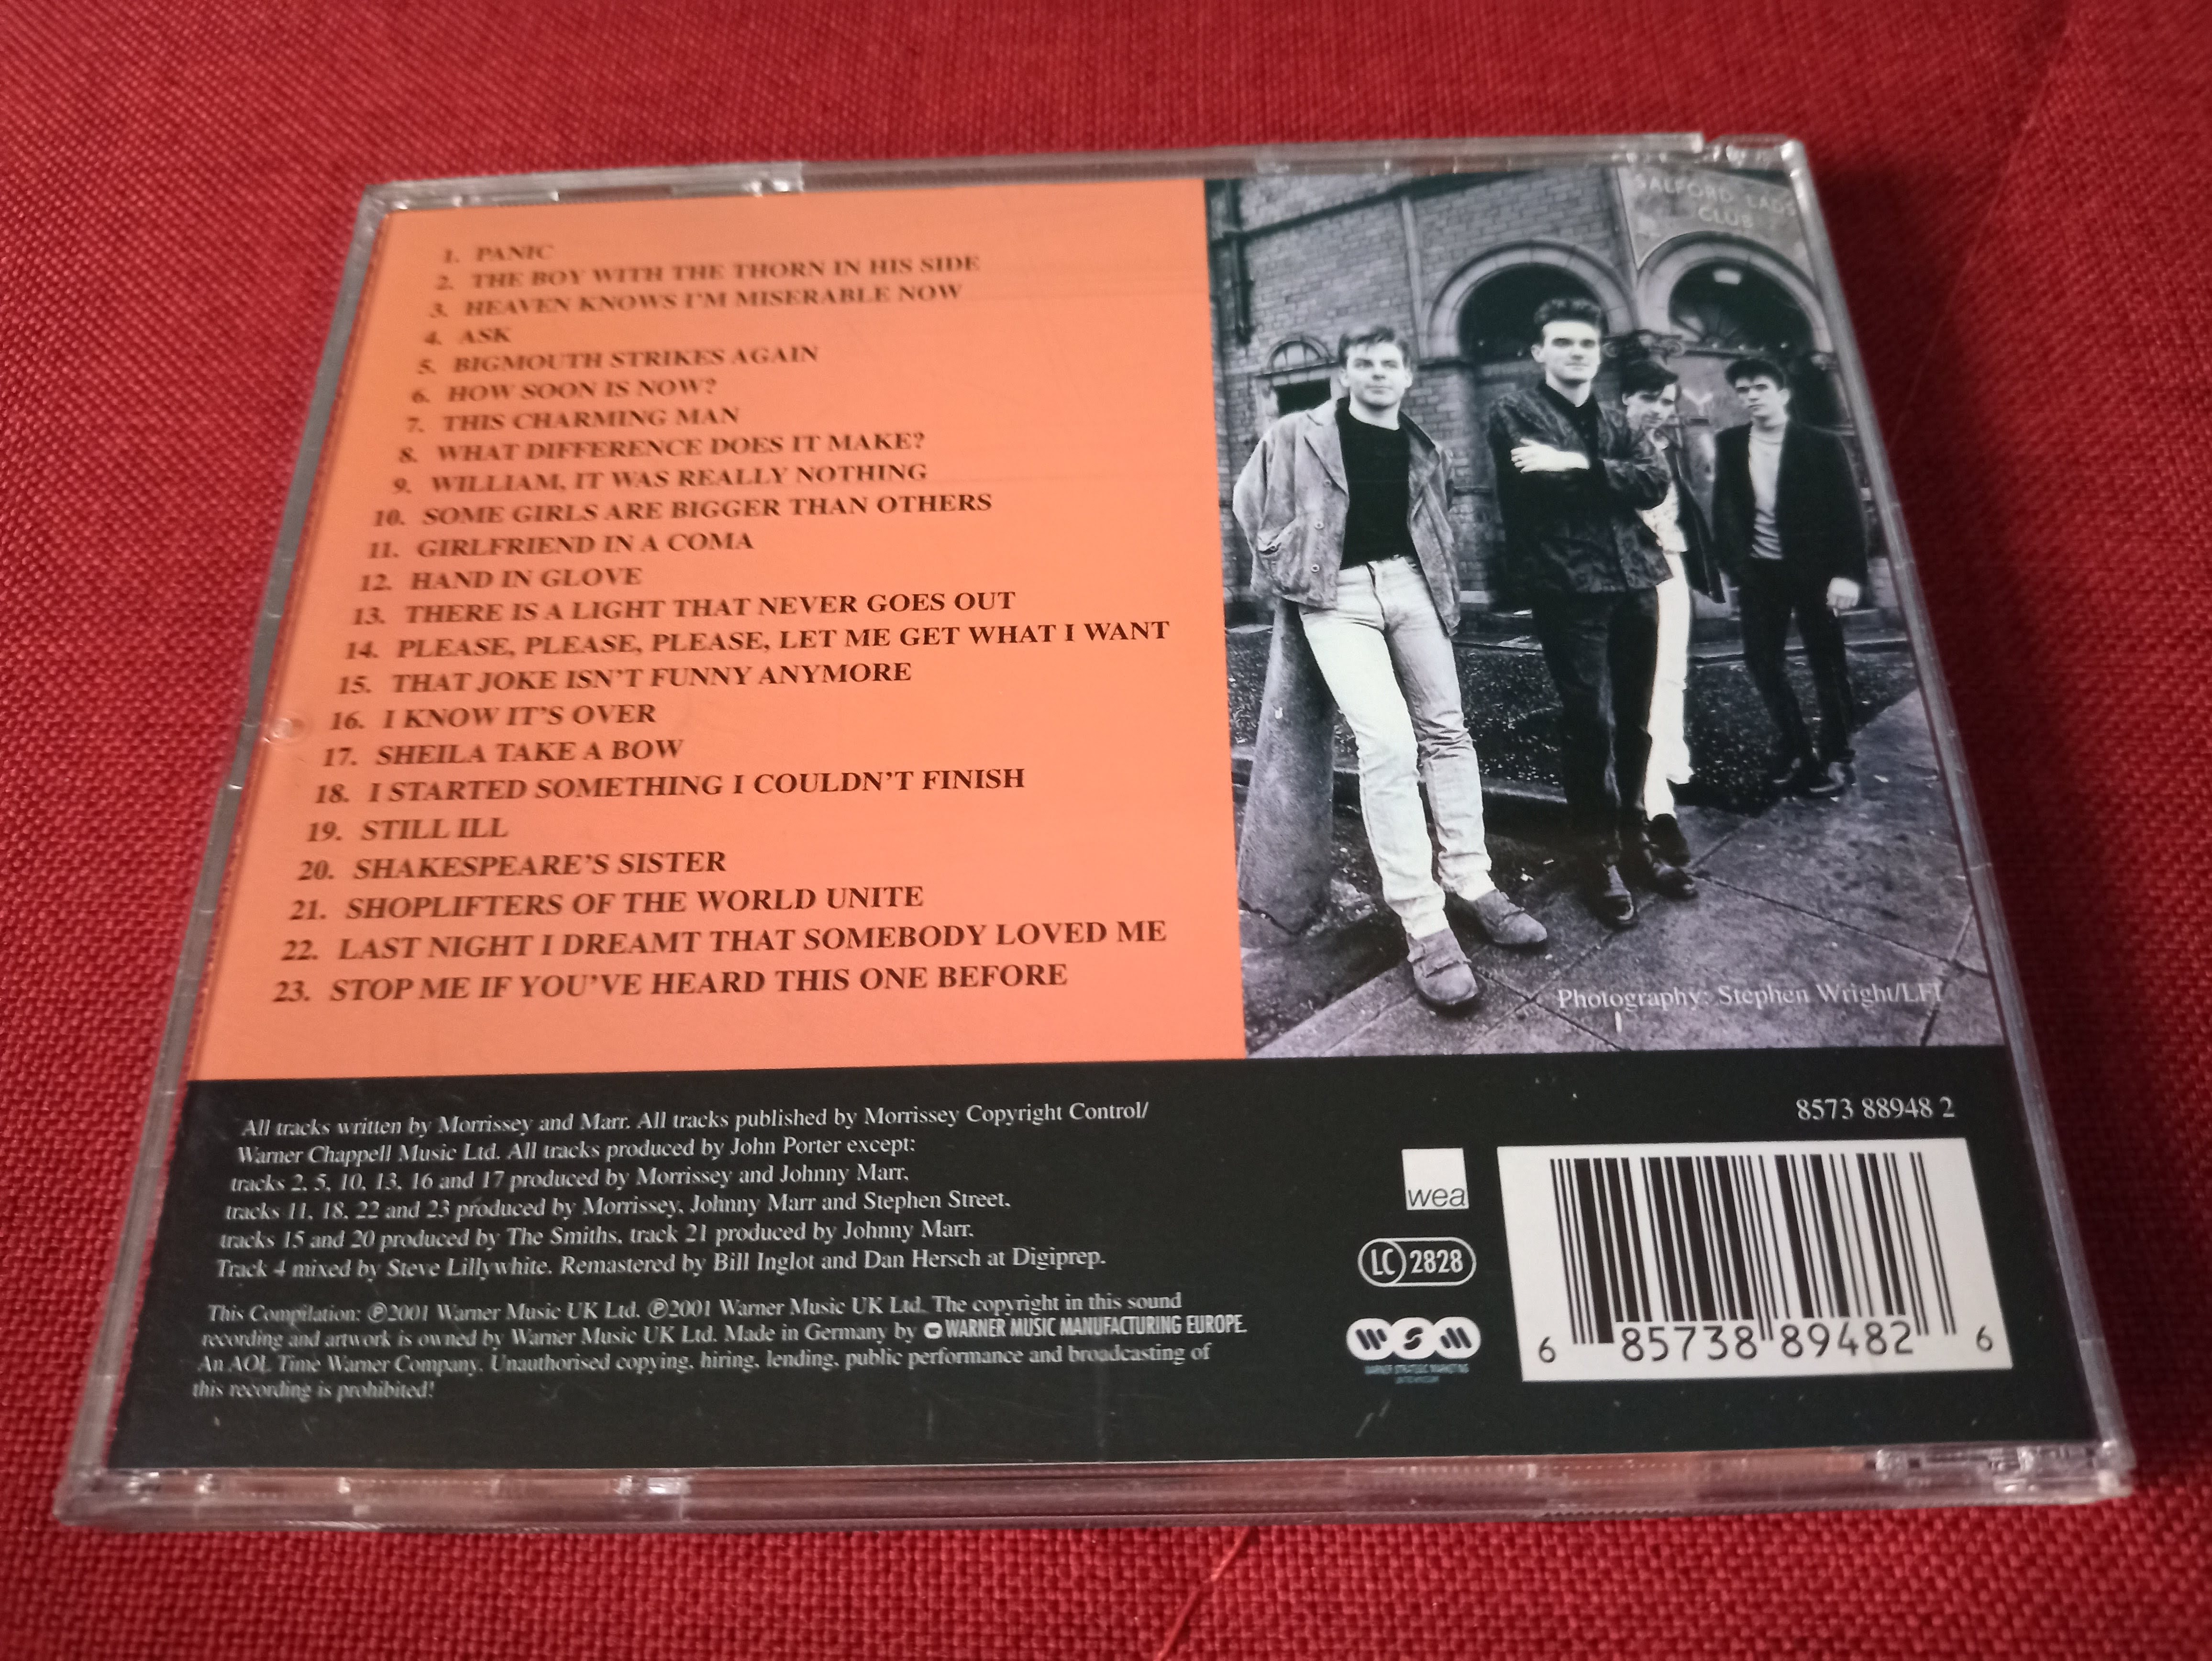 1. PANIC
2. THE BOY WITH THE THORN IN HIS SIDE
3. HEAVEN KNOWS I'M MISERABLE NOW
4. ASK
5. BIGMOUTH STRIKES AGAIN
6. HOW SOON IS NOW?
7. THIS CHARMING MAN
8. WHAT DIFFERENCE DOES IT MAKE?
9. WILLIAM, IT WAS REALLY NOTHING
10. SOME GIRLS ARE BIGGER THAN OTHERS
11. GIRLFRIEND IN A COMA
12. HAND IN GLOVE
13. THERE IS A LIGHT THAT NEVER GOES OUT
14. PLEASE, PLEASE, PLEASE, LET ME GET WHAT I WANT
15. THAT JOKE ISN'T FUNNY ANYMORE
16. I KNOW IT'S OVER
17. SHEILA TAKE A BOW
18. I STARTED SOMETHING I COULDN'T FINISH
19. STILL ILL
20. SHAKESPEARE'S SISTER
21. SHOPLIFTERS OF THE WORLD UNITE
22. LAST NIGHT I DREAMT THAT SOMEBODY LOVED ME
23. STOP ME IF YOU'VE HEARD THIS ONE BEFORE
SALFORD LADS
CLUB
Photography: Stephen Wright/LFI
All tracks written by Morrissey and Marr. All tracks published by Morrissey Copyright Control/
Warner Chappell Music Ltd. All tracks produced by John Porter except:
tracks 2, 5, 10, 13, 16 and 17 produced by Morrissey and Johnny Marr,
tracks 11, 18, 22 and 23 produced by Morrissey, Johnny Marr and Stephen Street,
tracks 15 and 20 produced by The Smiths, track 21 produced by Johnny Marr.
Track 4 mixed by Steve Lillywhite. Remastered by Bill Inglot and Dan Hersch at Digiprep.
This Compilation: ℗2001 Warner Music UK Ltd. ℗2001 Warner Music UK Ltd. The copyright in this sound
recording and artwork is owned by Warner Music UK Ltd. Made in Germany by WARNER MUSIC MANUFACTURING EUROPE.
An AOL Time Warner Company. Unauthorised copying, hiring, lending, public performance and broadcasting of
this recording is prohibited!
8573 88948 2
wea
LC 2828
WSM
WARNER STRATEGIC MARKETING
6 85738 89482 6